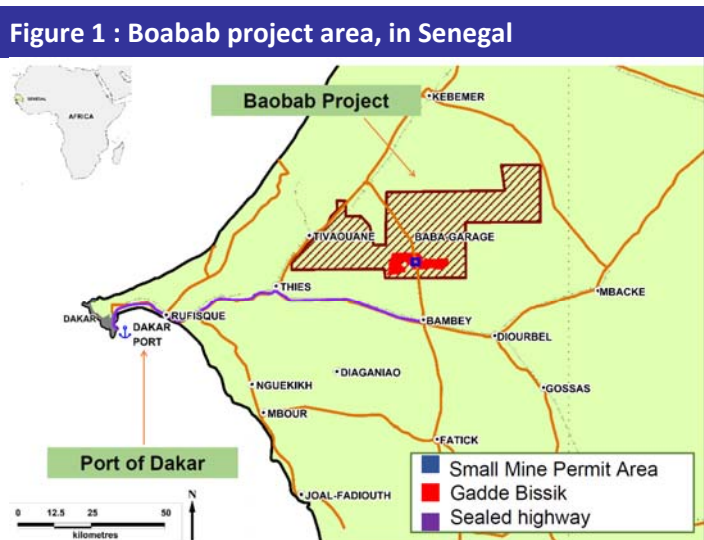 Figure 1 : Boabab project area, in Senegal
SENEGAL
AFRICA
Baobab Project
KEBEMER
TIVAOUANE
BABA GARAGE
THIES
MBACKE
DAKAR
RUFISQUE
BAMBEY
DAKAR
PORT
DIOURBEL
DIAGANIAO
NGUEKIKH
GOSSAS
MBOUR
FATICK
Port of Dakar
JOAL-FADIOUTH
Small Mine Permit Area
Gadde Bissik
Sealed highway
N
0 12.5 25 50
kilometres